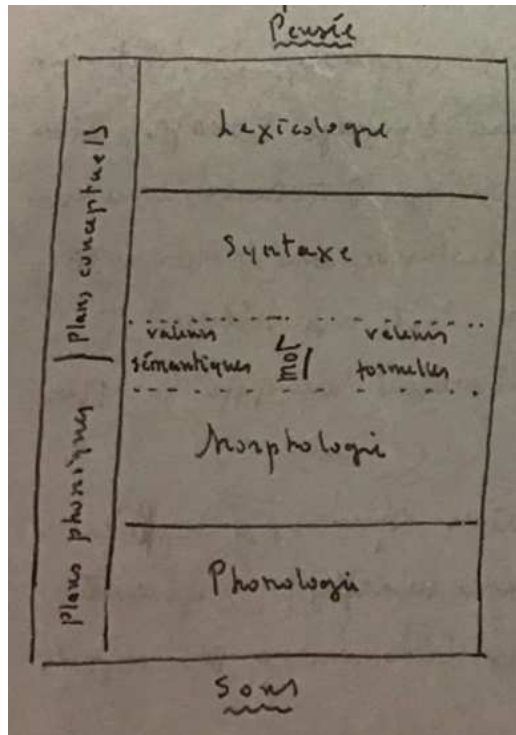 Pensée
Plans conceptuels
Lexicologie
Syntaxe
valeurs
sémantiques
mot
valeurs
formelles
Plans phoniques
Morphologie
Phonologie
Sons